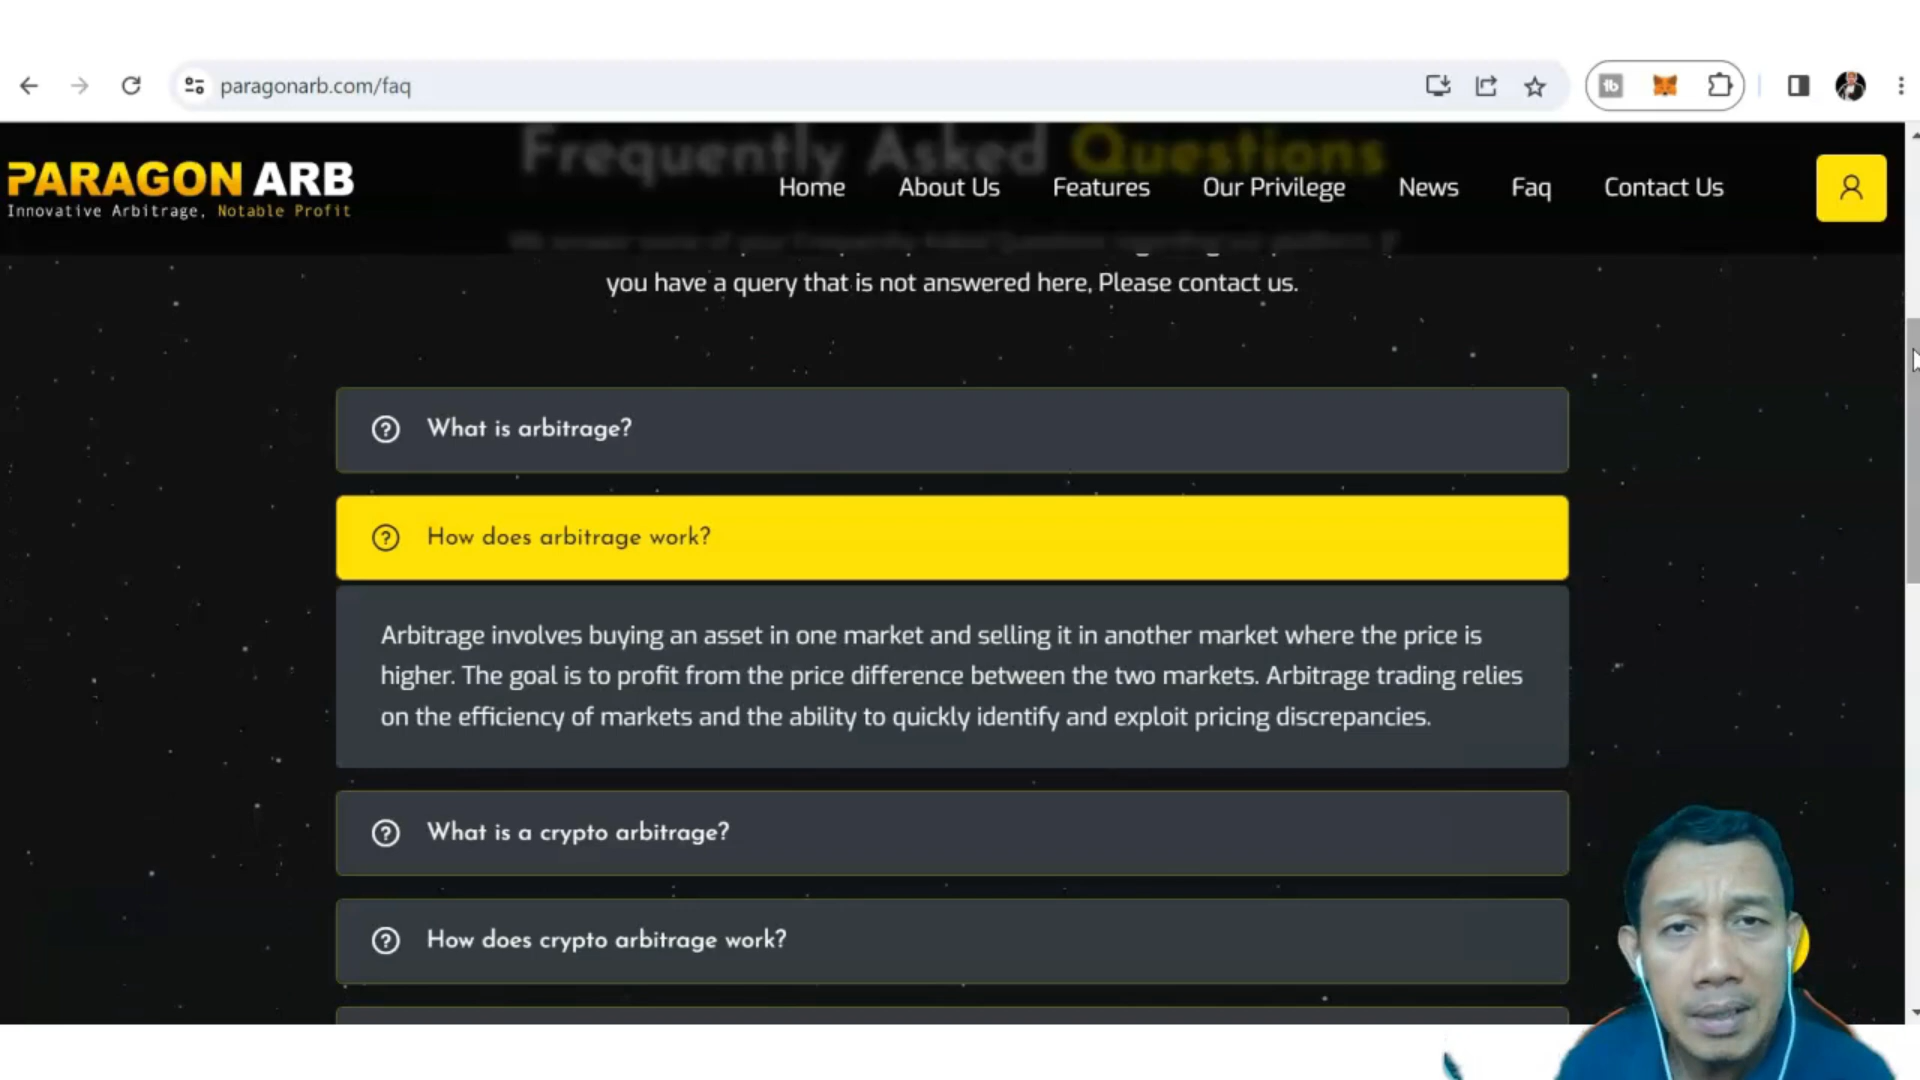 paragonarb.com/faq
Frequently Asked Questions
PARAGON ARB
Innovative Arbitrage, Notable Profit
Home About Us Features Our Privilege News Faq Contact Us
you have a query that is not answered here, Please contact us.
What is arbitrage?
How does arbitrage work?
Arbitrage involves buying an asset in one market and selling it in another market where the price is
higher. The goal is to profit from the price difference between the two markets. Arbitrage trading relies
on the efficiency of markets and the ability to quickly identify and exploit pricing discrepancies.
What is a crypto arbitrage?
How does crypto arbitrage work?